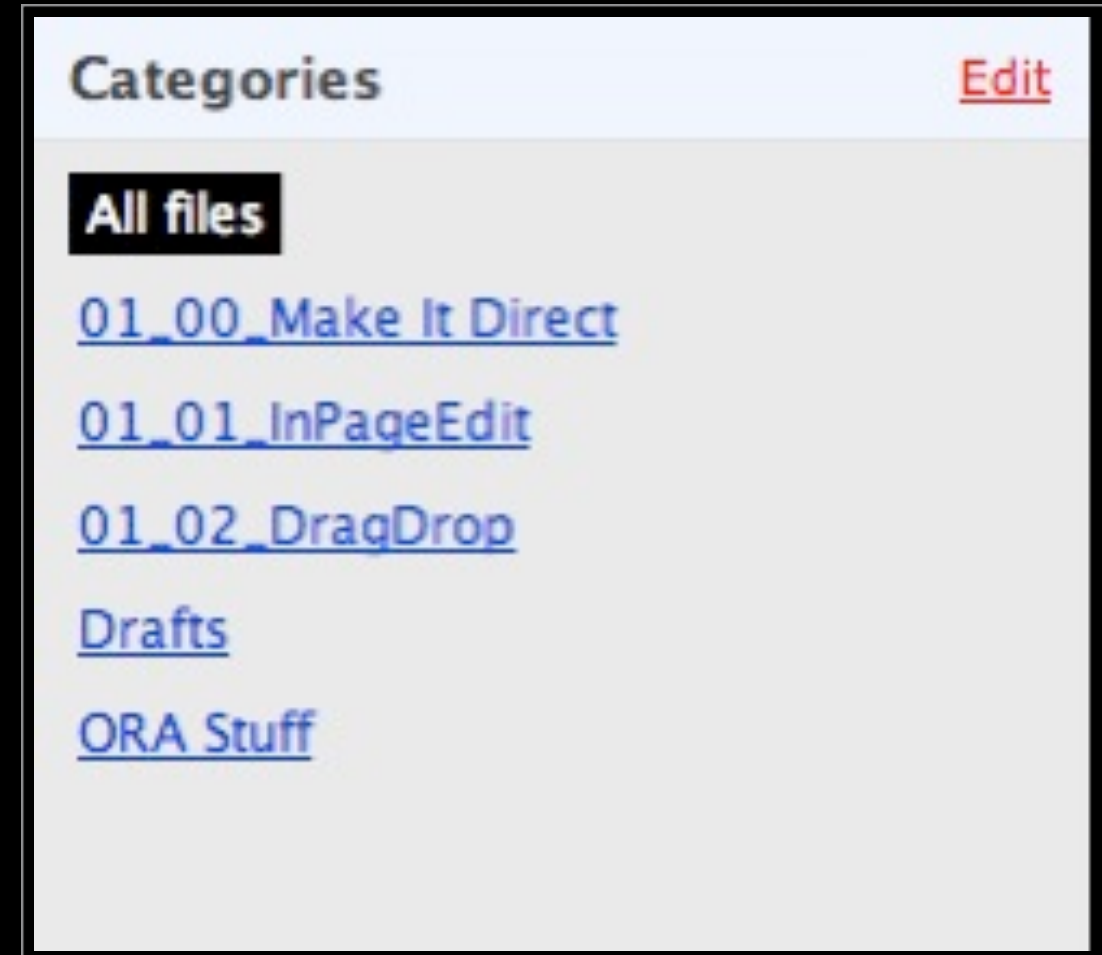 Categories Edit
All files
01_00_Make It Direct
01_01_InPageEdit
01_02_DragDrop
Drafts
ORA Stuff